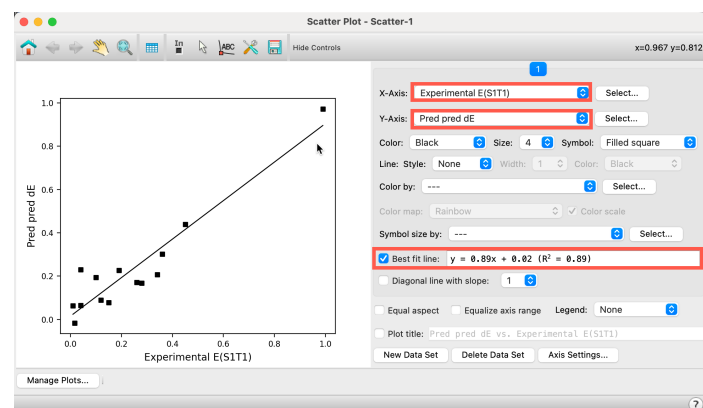 Scatter Plot - Scatter-1
In ABC Hide Controls x=0.967 y=0.812
1
X-Axis: Experimental E(S1T1) Select...
Y-Axis: Pred pred dE Select...
Color: Black Size: 4 Symbol: Filled square
Line: Style: None Width: 1 Color: Black
Color by: --- Select...
Color map: Rainbow Color scale
Symbol size by: --- Select...
Best fit line: y = 0.89x + 0.02 (R² = 0.89)
Diagonal line with slope: 1
Equal aspect Equalize axis range Legend: None
Plot title: Pred pred dE vs. Experimental E(S1T1)
New Data Set Delete Data Set Axis Settings...
Pred pred dE
1.0
0.8
0.6
0.4
0.2
0.0
0.0 0.2 0.4 0.6 0.8 1.0
Experimental E(S1T1)
Manage Plots...
?